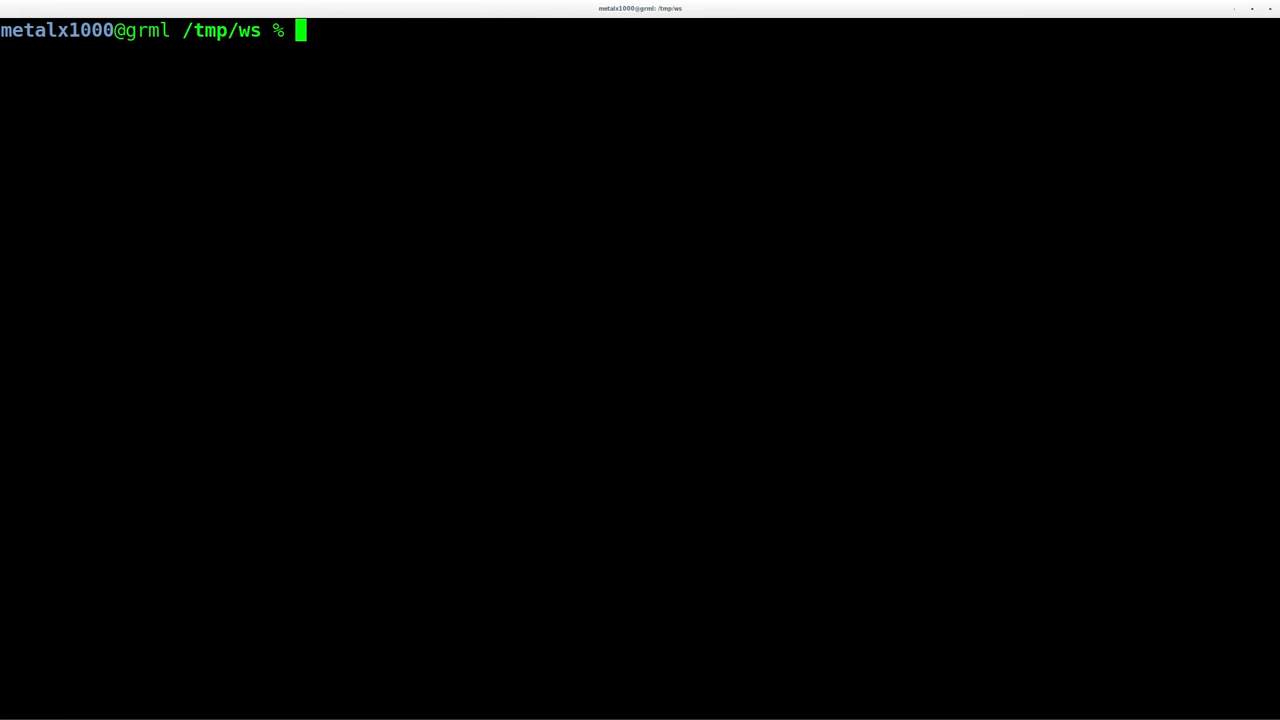 metalx1000@grml: /tmp/ws
metalx1000@grml /tmp/ws %